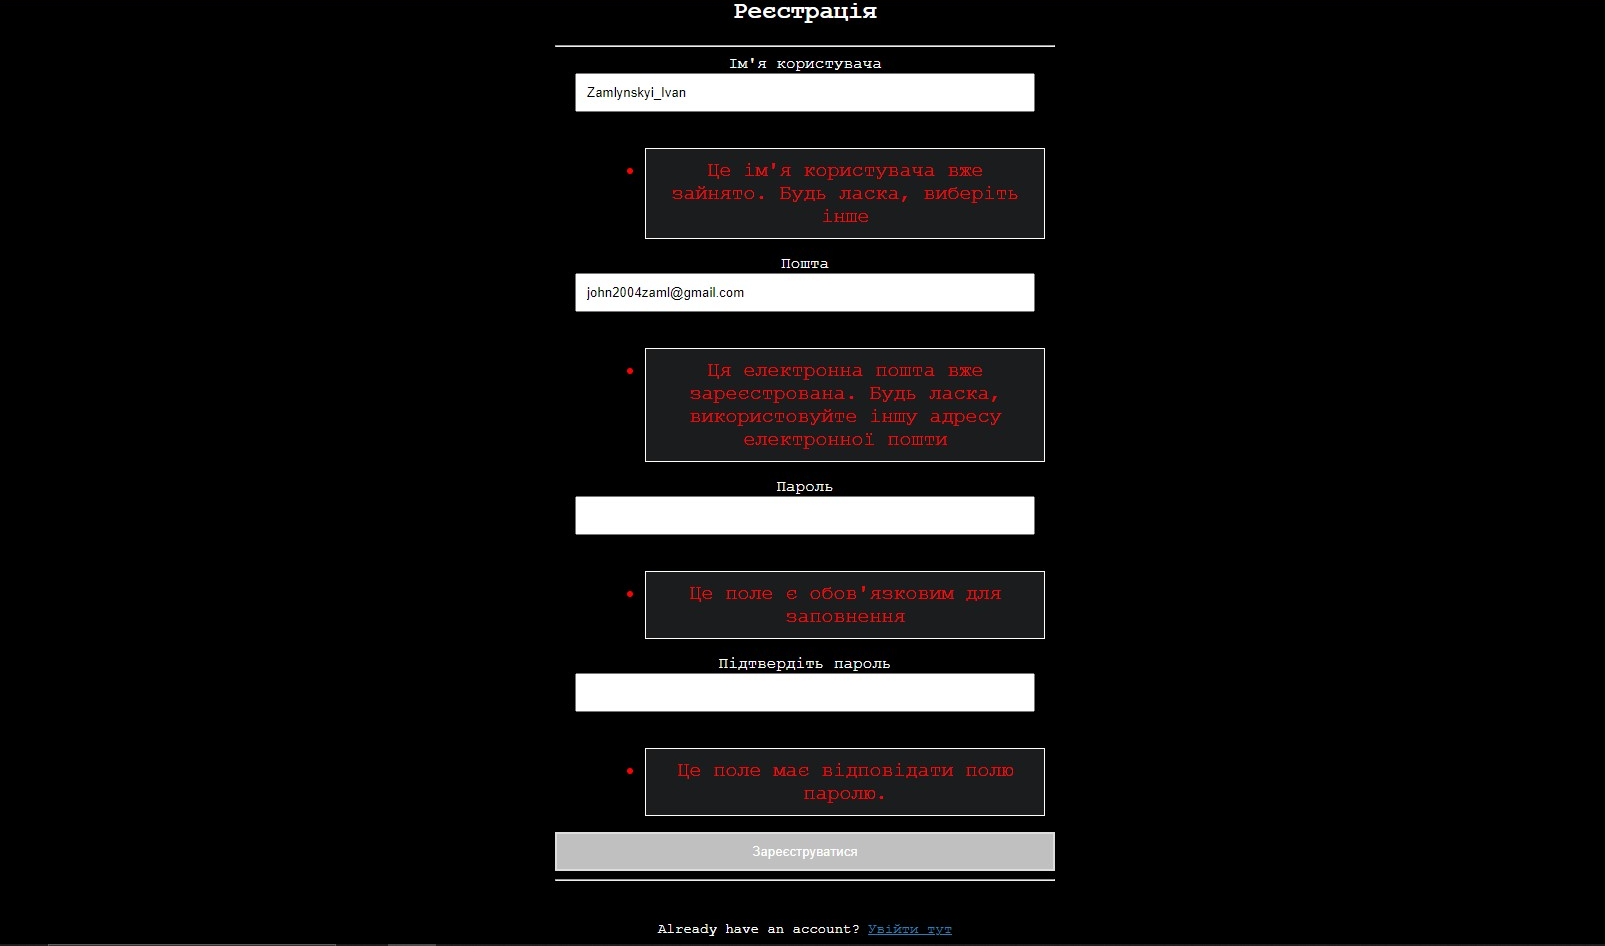 Реєстрація
Ім'я користувача
Zamlynskyi_Ivan
Це ім'я користувача вже
зайнято. Будь ласка, виберіть
інше
Пошта
john2004zaml@gmail.com
Ця електронна пошта вже
зареєстрована. Будь ласка,
використовуйте іншу адресу
електронної пошти
Пароль
Це поле є обов'язковим для
заповнення
Підтвердіть пароль
Це поле має відповідати полю
паролю.
Зареєструватися
Already have an account? Увійти тут